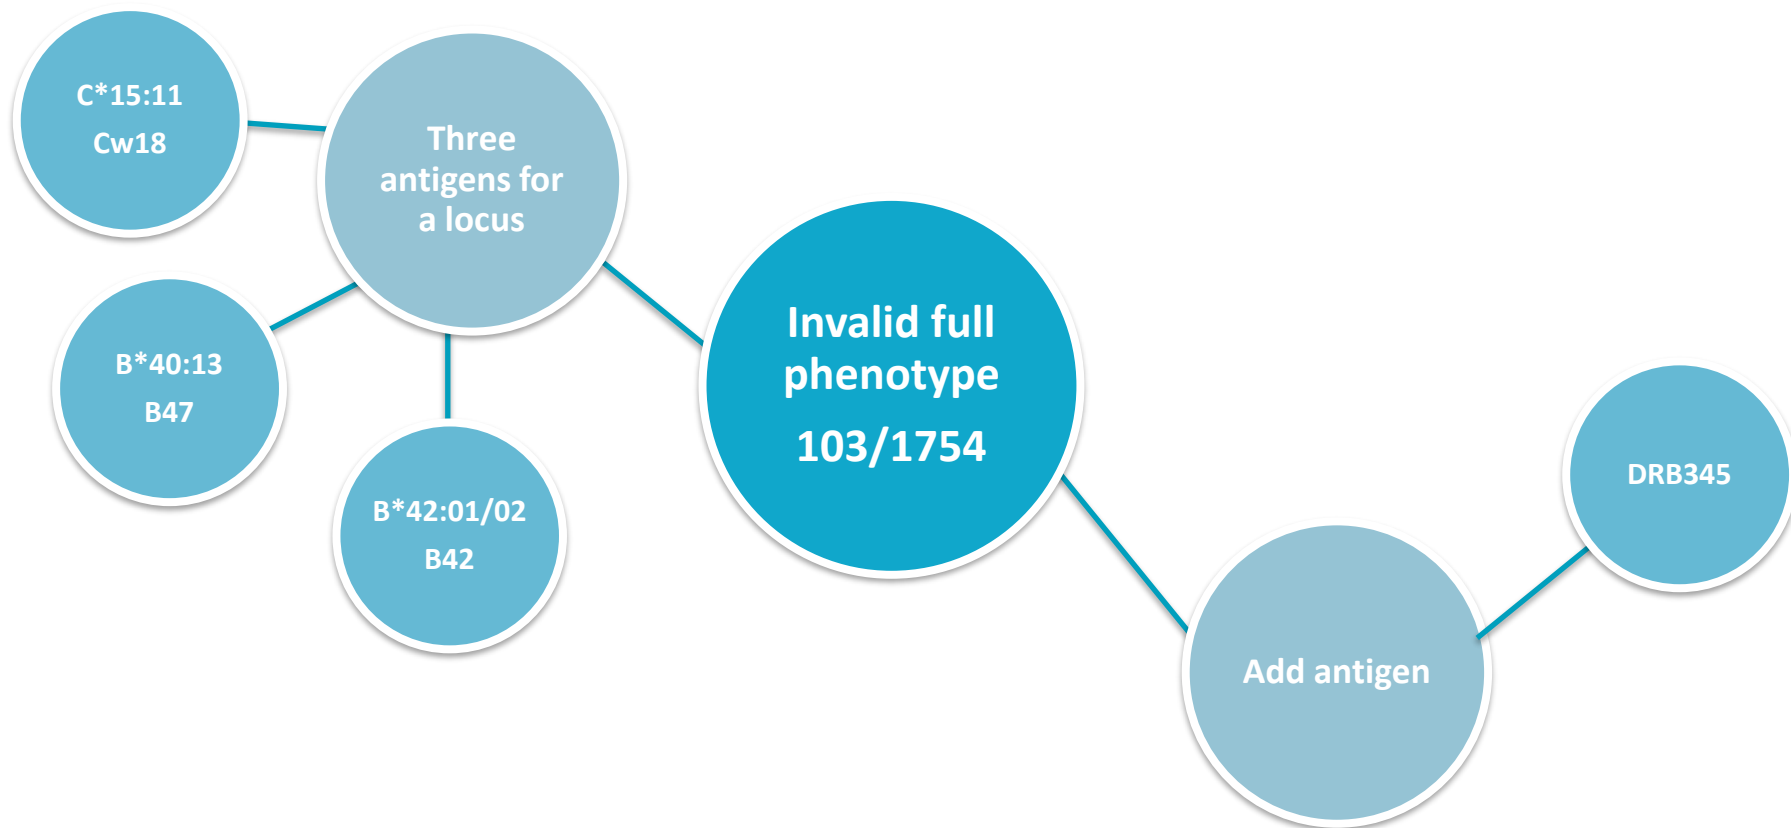 C*15:11
Cw18
Three
antigens for
a locus
B*40:13
B47
B*42:01/02
B42
Invalid full
phenotype
103/1754
DRB345
Add antigen